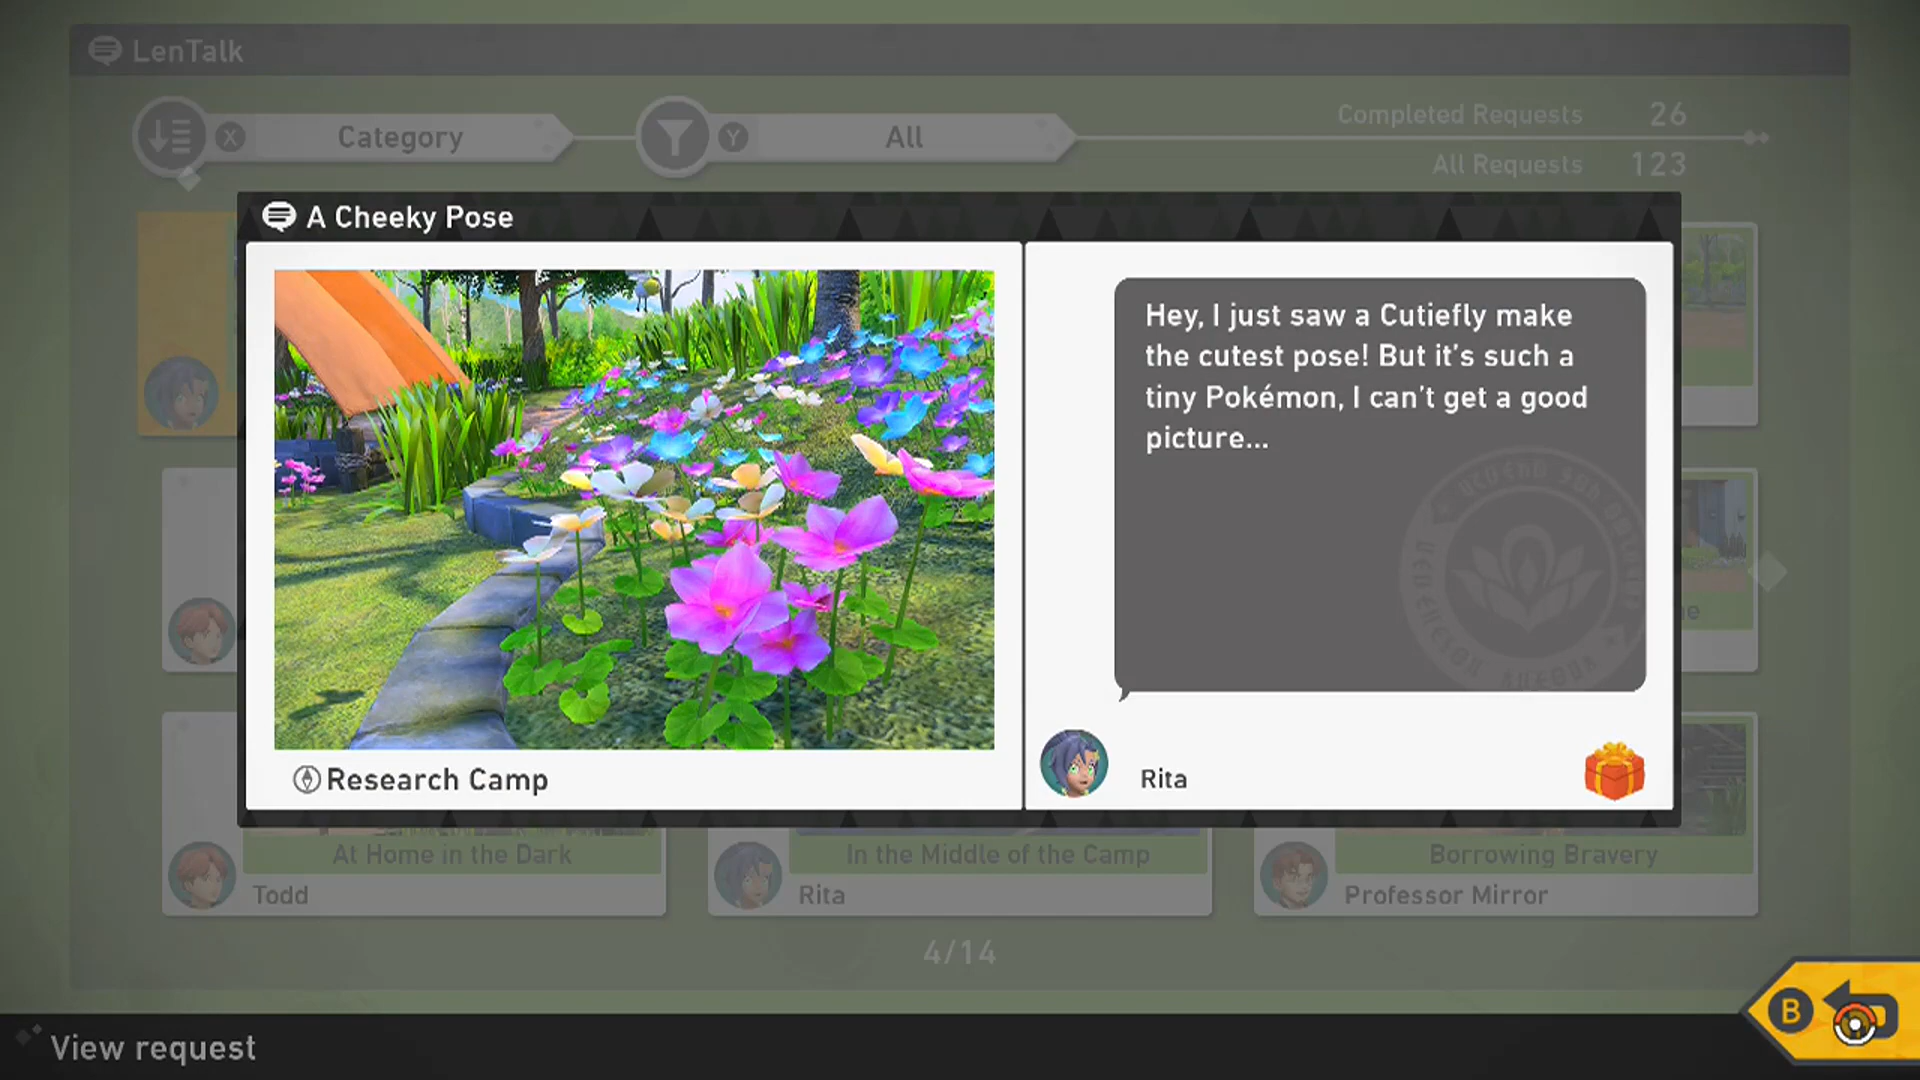 LenTalk
X
Category
Y
All
Completed Requests 26
All Requests 123
A Cheeky Pose
Hey, I just saw a Cutiefly make
the cutest pose! But it's such a
tiny Pokémon, I can't get a good
picture...
Research Camp
Rita
At Home in the Dark
Todd
In the Middle of the Camp
Rita
Borrowing Bravery
Professor Mirror
4/14
View request
B